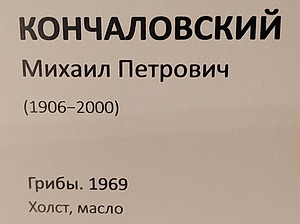 КОНЧАЛОВСКИЙ
Михаил Петрович
(1906–2000)
Грибы. 1969
Холст, масло